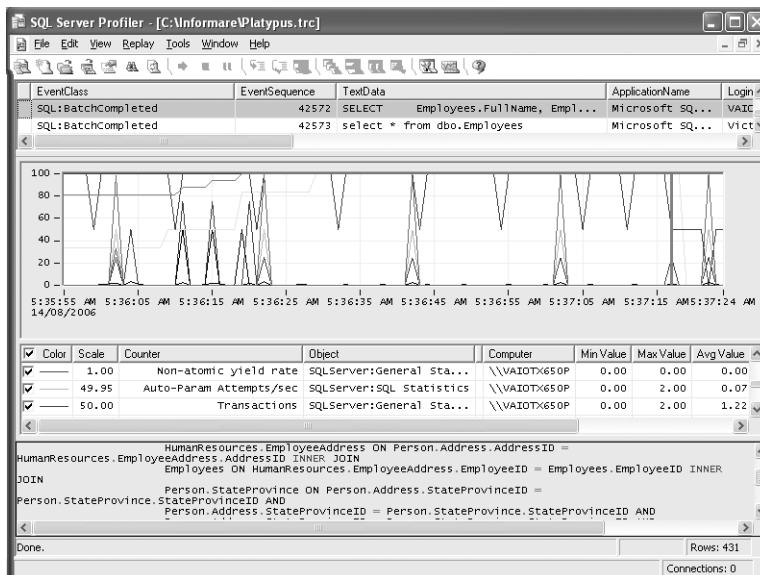 SQL Server Profiler - [C:\Informare\Platypus.trc]
File Edit View Replay Tools Window Help
EventClass EventSequence TextData ApplicationName Login
SQL:BatchCompleted 42572 SELECT Employees.FullName, Empl... Microsoft SQ... VAIO
SQL:BatchCompleted 42573 select * from dbo.Employees Microsoft SQ... Vict
100
80
60
40
20
0
5:35:55 AM 5:36:05 AM 5:36:15 AM 5:36:25 AM 5:36:35 AM 5:36:45 AM 5:36:55 AM 5:37:05 AM 5:37:15 AM 5:37:24 AM
14/08/2006
Color Scale Counter Object Computer Min Value Max Value Avg Value
1.00 Non-atomic yield rate SQLServer:General Sta... \\VAIOTX650P 0.00 0.00 0.00
49.95 Auto-Param Attempts/sec SQLServer:SQL Statistics \\VAIOTX650P 0.00 2.00 0.07
50.00 Transactions SQLServer:General Sta... \\VAIOTX650P 0.00 2.00 1.22
HumanResources.EmployeeAddress ON Person.Address.AddressID =
HumanResources.EmployeeAddress.AddressID INNER JOIN
Employees ON HumanResources.EmployeeAddress.EmployeeID = Employees.EmployeeID INNER
JOIN
Person.StateProvince ON Person.Address.StateProvinceID =
Person.StateProvince.StateProvinceID AND
Person.Address.StateProvinceID = Person.StateProvince.StateProvinceID AND
Done. Rows: 431
Connections: 0